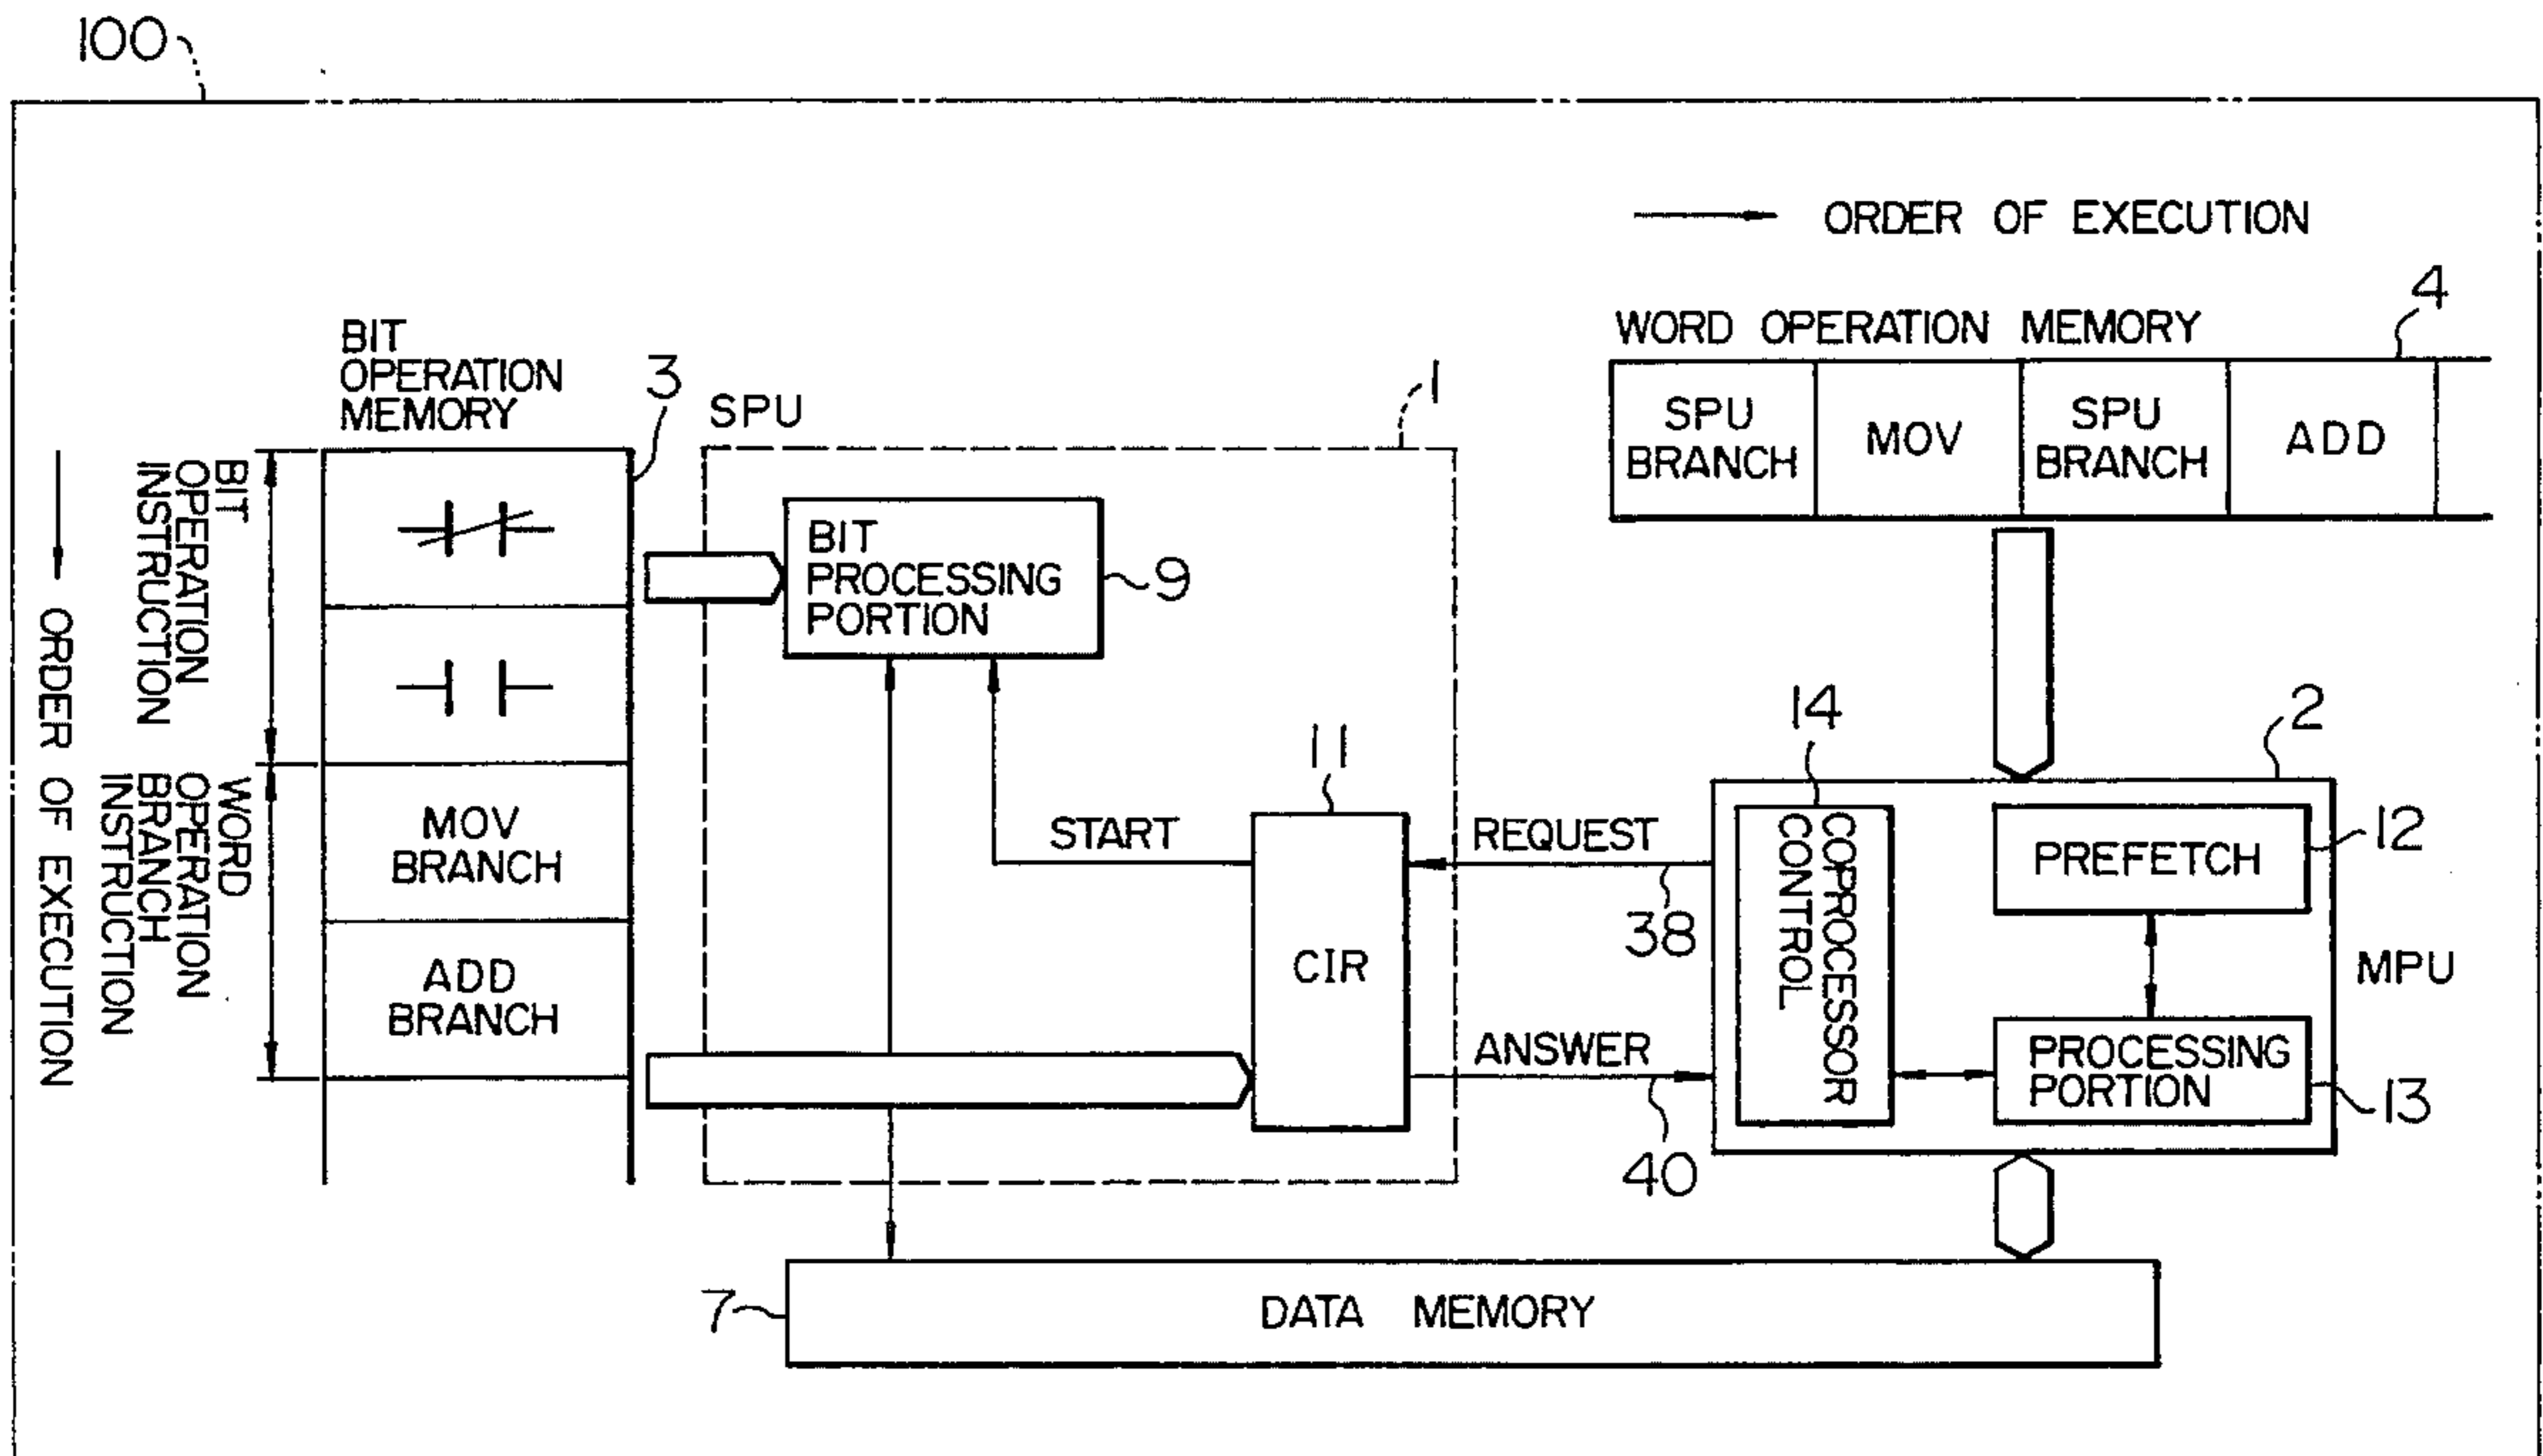 100
ORDER OF EXECUTION
4
WORD OPERATION MEMORY
SPU
BRANCH
MOV
SPU
BRANCH
ADD
BIT
OPERATION
MEMORY
3
SPU
1
BIT
OPERATION
INSTRUCTION
ORDER OF EXECUTION
BIT
PROCESSING
PORTION
9
WORD
OPERATION
BRANCH
INSTRUCTION
MOV
BRANCH
ADD
BRANCH
START
11
CIR
REQUEST
38
ANSWER
40
14
COPROCESSOR
CONTROL
2
PREFETCH
12
MPU
PROCESSING
PORTION
13
7
DATA MEMORY